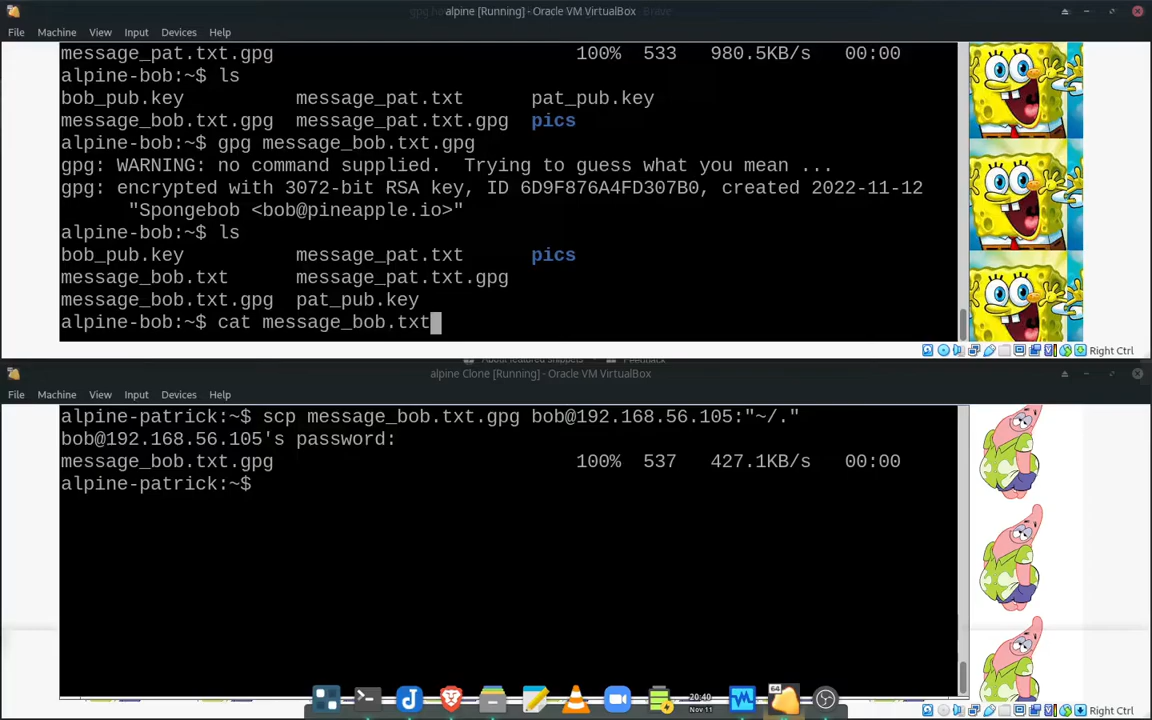 alpine [Running] - Oracle VM VirtualBox
File Machine View Input Devices Help
message_pat.txt.gpg 100% 533 980.5KB/s 00:00
alpine-bob:~$ ls
bob_pub.key message_pat.txt pat_pub.key
message_bob.txt.gpg message_pat.txt.gpg pics
alpine-bob:~$ gpg message_bob.txt.gpg
gpg: WARNING: no command supplied.  Trying to guess what you mean ...
gpg: encrypted with 3072-bit RSA key, ID 6D9F876A4FD307B0, created 2022-11-12
"Spongebob <bob@pineapple.io>"
alpine-bob:~$ ls
bob_pub.key message_pat.txt pics
message_bob.txt message_pat.txt.gpg
message_bob.txt.gpg pat_pub.key
alpine-bob:~$ cat message_bob.txt
Right Ctrl
alpine Clone [Running] - Oracle VM VirtualBox
File Machine View Input Devices Help
alpine-patrick:~$ scp message_bob.txt.gpg bob@192.168.56.105:"~/."
bob@192.168.56.105's password:
message_bob.txt.gpg 100% 537 427.1KB/s 00:00
alpine-patrick:~$
64
20:40
Nov 11
Right Ctrl